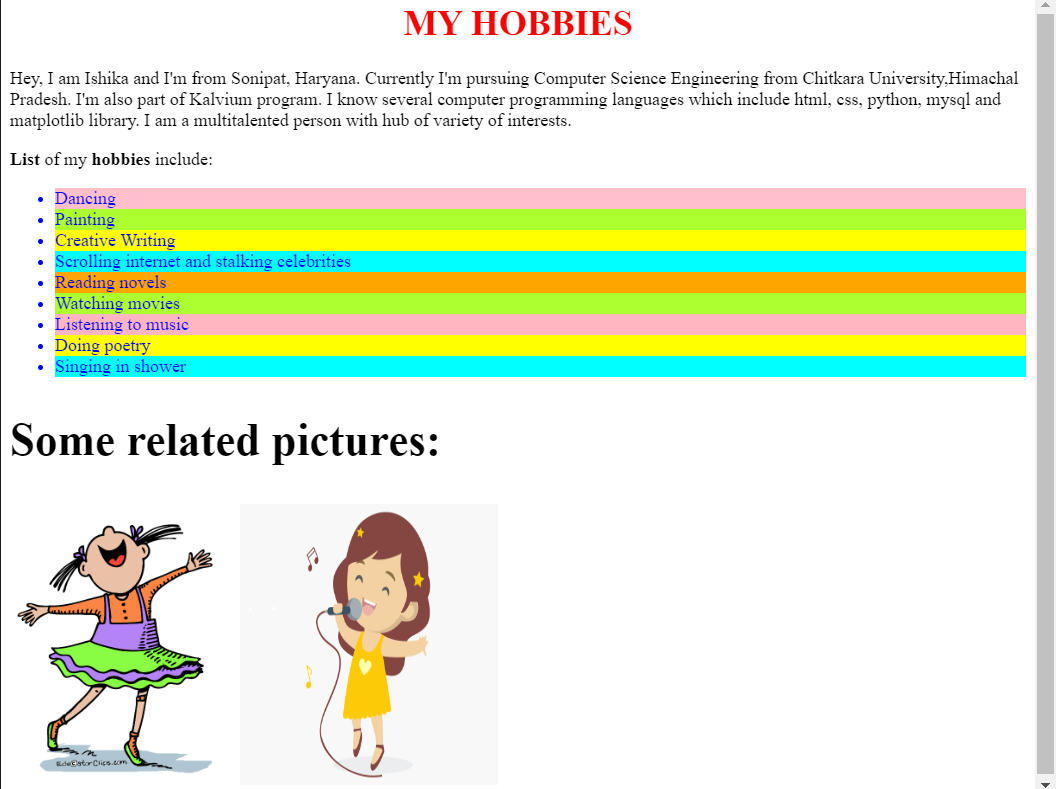 MY HOBBIES
Hey, I am Ishika and I'm from Sonipat, Haryana. Currently I'm pursuing Computer Science Engineering from Chitkara University,Himachal
Pradesh. I'm also part of Kalvium program. I know several computer programming languages which include html, css, python, mysql and
matplotlib library. I am a multitalented person with hub of variety of interests.
List of my hobbies include:
Dancing
Painting
Creative Writing
Scrolling internet and stalking celebrities
Reading novels
Watching movies
Listening to music
Doing poetry
Singing in shower
Some related pictures:
EducatorClips.com